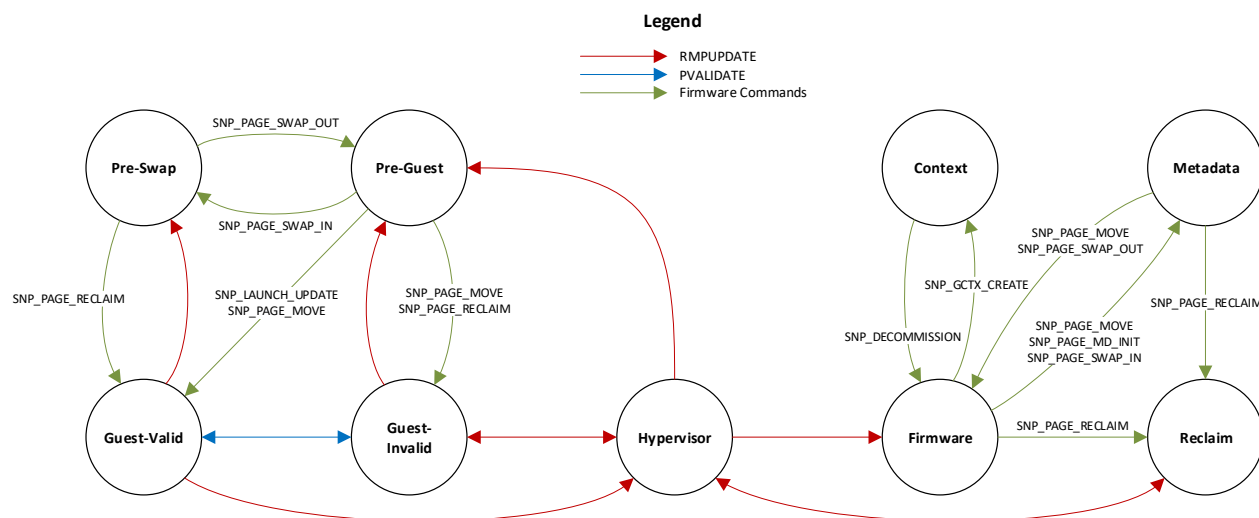 Legend
RMPUPDATE
PVALIDATE
Firmware Commands
SNP_PAGE_SWAP_OUT
Pre-Swap
Pre-Guest
Context
Metadata
SNP_PAGE_SWAP_IN
SNP_PAGE_MOVE
SNP_PAGE_SWAP_OUT
SNP_PAGE_RECLAIM
SNP_LAUNCH_UPDATE
SNP_PAGE_MOVE
SNP_PAGE_MOVE
SNP_PAGE_RECLAIM
SNP_GCTX_CREATE
SNP_PAGE_RECLAIM
SNP_DECOMMISSION
SNP_PAGE_MOVE
SNP_PAGE_MD_INIT
SNP_PAGE_SWAP_IN
Guest-Valid
Guest-
Invalid
Hypervisor
Firmware
SNP_PAGE_RECLAIM
Reclaim